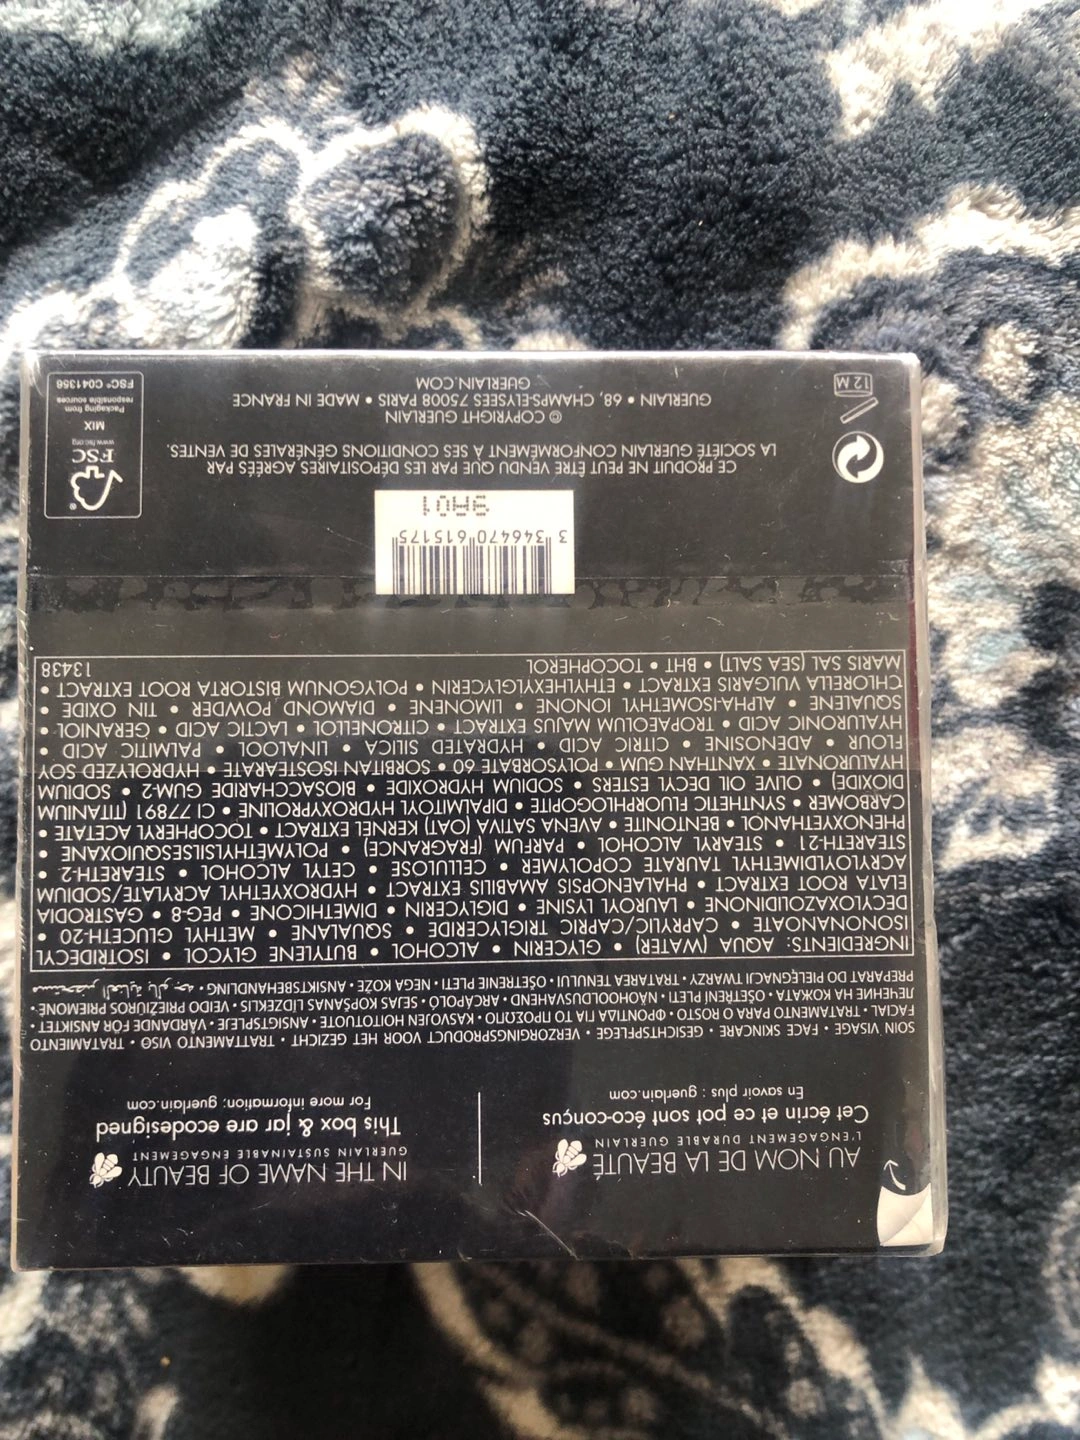 AU NOM DE LA BEAUTÉ
L'ENGAGEMENT DURABLE GUERLAIN
Cet écrin et ce pot sont éco-conçus
En savoir plus : guerlain.com
IN THE NAME OF BEAUTY
GUERLAIN SUSTAINABLE ENGAGEMENT
This box & jar are ecodesigned
For more information: guerlain.com
SOIN VISAGE • FACE SKINCARE • GESICHTSPFLEGE • VERZORGINGSPRODUCT VOOR HET GEZICHT • TRATTAMENTO VISO • TRATAMIENTO
FACIAL • TRATAMENTO PARA O ROSTO • ΦΡΟΝΤΙΔΑ ΓΙΑ ΤΟ ΠΡΟΣΩΠΟ • KASVOJEN HOITOTUOTE • ANSIGTSPLEJE • VÅRDANDE FÖR ANSIKTET •
ЛЕЧЕНИЕ НА КОЖАТА • OŠETŘENÍ PLETI • NÄOHOOLDUSVAHEND • ARCÁPOLÓ • SEJAS KOPŠANAS LĪDZEKLIS • VEIDO PRIEŽIŪROS PRIEMONĖ •
PREPARAT DO PIELĘGNACJI TWARZY • TRATAREA TENULUI • OŠETRENIE PLETI • NEGA KOŽE • ANSIKTSBEHANDLING •
INGREDIENTS: AQUA (WATER) • GLYCERIN • ALCOHOL • BUTYLENE GLYCOL • ISOTRIDECYL
ISONONANOATE • CAPRYLIC/CAPRIC TRIGLYCERIDE • SQUALANE • METHYL GLUCETH-20 •
DECYLOXAZOLIDINONE • LAUROYL LYSINE • DIGLYCERIN • DIMETHICONE • PEG-8 • GASTRODIA
ELATA ROOT EXTRACT • PHALAENOPSIS AMABILIS EXTRACT • HYDROXYETHYL ACRYLATE/SODIUM
ACRYLOYLDIMETHYL TAURATE COPOLYMER • CELLULOSE • CETYL ALCOHOL • STEARETH-2 •
STEARETH-21 • STEARYL ALCOHOL • PARFUM (FRAGRANCE) • POLYMETHYLSILSESQUIOXANE •
PHENOXYETHANOL • BENTONITE • AVENA SATIVA (OAT) KERNEL EXTRACT • TOCOPHERYL ACETATE •
CARBOMER • SYNTHETIC FLUORPHLOGOPITE • DIPALMITOYL HYDROXYPROLINE • CI 77891 (TITANIUM
DIOXIDE) • OLIVE OIL DECYL ESTERS • SODIUM HYDROXIDE • BIOSACCHARIDE GUM-2 • SODIUM
HYALURONATE • XANTHAN GUM • POLYSORBATE 60 • SORBITAN ISOSTEARATE • HYDROLYZED SOY
FLOUR • ADENOSINE • CITRIC ACID • HYDRATED SILICA • LINALOOL • PALMITIC ACID •
HYALURONIC ACID • TROPAEOLUM MAJUS EXTRACT • CITRONELLOL • LACTIC ACID • GERANIOL •
SQUALENE • ALPHA-ISOMETHYL IONONE • LIMONENE • DIAMOND POWDER • TIN OXIDE •
CHLORELLA VULGARIS EXTRACT • ETHYLHEXYLGLYCERIN • POLYGONUM BISTORTA ROOT EXTRACT •
MARIS SAL (SEA SALT) • BHT • TOCOPHEROL
13438
3 346470 615175
9A01
CE PRODUIT NE PEUT ÊTRE VENDU QUE PAR LES DÉPOSITAIRES AGRÉÉS PAR
LA SOCIÉTÉ GUERLAIN CONFORMÉMENT À SES CONDITIONS GÉNÉRALES DE VENTES.
© COPYRIGHT GUERLAIN
GUERLAIN • 68, CHAMPS-ELYSEES 75008 PARIS • MADE IN FRANCE
GUERLAIN.COM
12 M
FSC
www.fsc.org
MIX
Packaging from
responsible sources
FSC® C041356